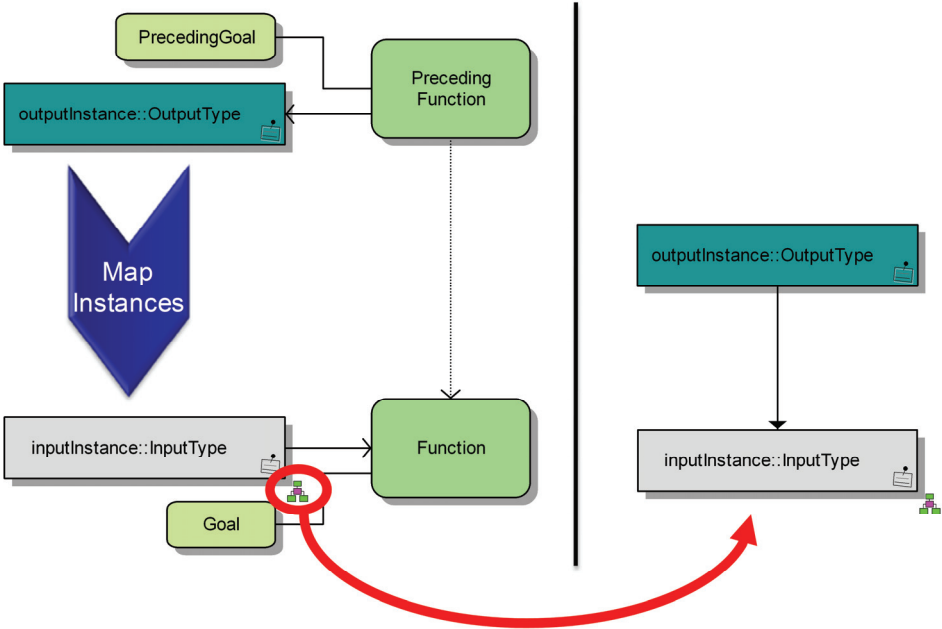 PrecedingGoal
Preceding
Function
outputInstance::OutputType
Map
Instances
inputInstance::InputType
Function
Goal
outputInstance::OutputType
inputInstance::InputType